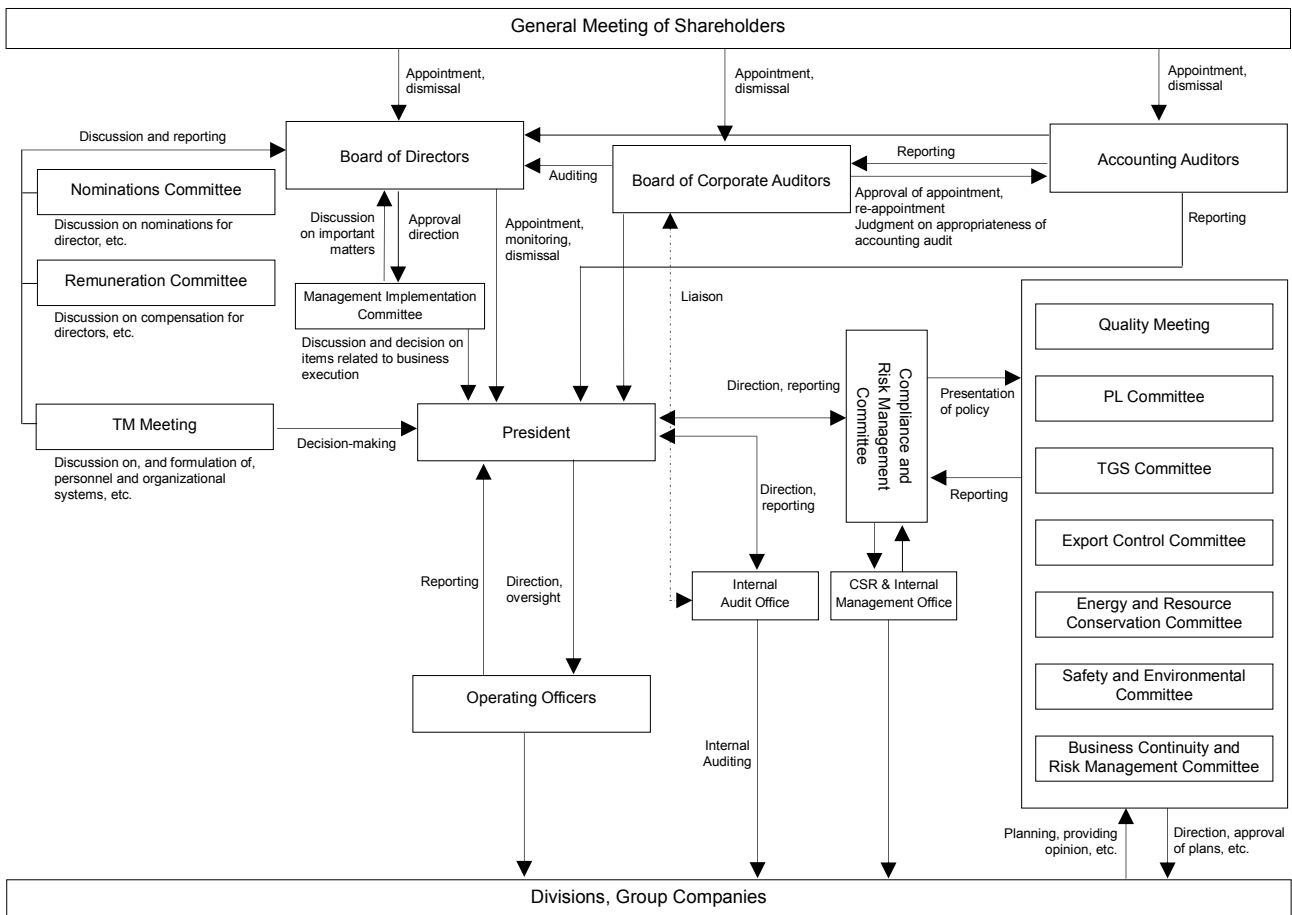 General Meeting of Shareholders
Appointment,
dismissal
Appointment,
dismissal
Appointment,
dismissal
Discussion and reporting
Board of Directors
Auditing
Board of Corporate Auditors
Reporting
Accounting Auditors
Nominations Committee
Discussion on nominations for
director, etc.
Discussion
on important
matters
Approval
direction
Appointment,
monitoring,
dismissal
Approval of appointment,
re-appointment
Judgment on appropriateness of
accounting audit
Reporting
Remuneration Committee
Discussion on compensation for
directors, etc.
Management Implementation
Committee
Discussion and decision on
items related to business
execution
Liaison
Quality Meeting
Compliance and
Risk Management
Committee
Direction, reporting
Presentation
of policy
PL Committee
TM Meeting
Discussion on, and formulation of,
personnel and organizational
systems, etc.
Decision-making
President
TGS Committee
Direction,
reporting
Reporting
Export Control Committee
Reporting
Direction,
oversight
Internal
Audit Office
CSR & Internal
Management Office
Energy and Resource
Conservation Committee
Operating Officers
Safety and Environmental
Committee
Internal
Auditing
Business Continuity and
Risk Management Committee
Planning, providing
opinion, etc.
Direction, approval
of plans, etc.
Divisions, Group Companies